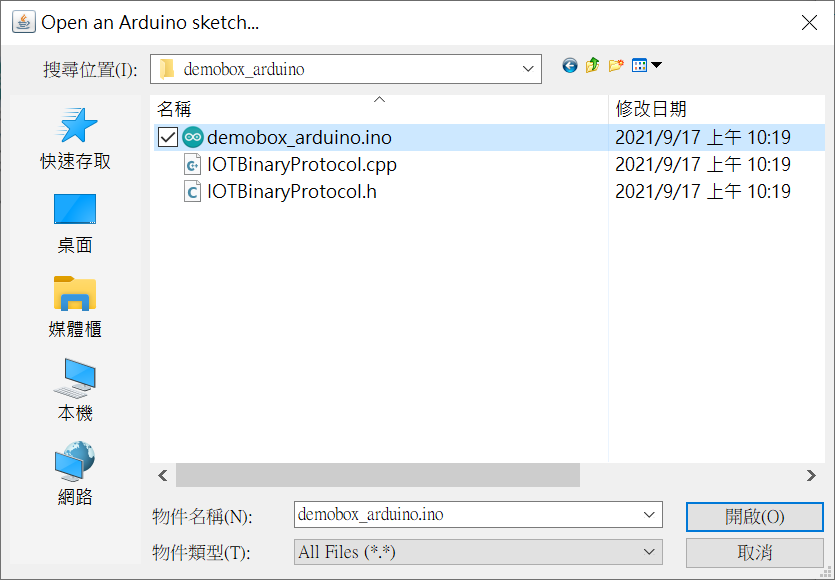 Open an Arduino sketch...
搜尋位置(I):
demobox_arduino
名稱
修改日期
demobox_arduino.ino
2021/9/17 上午 10:19
IOTBinaryProtocol.cpp
2021/9/17 上午 10:19
IOTBinaryProtocol.h
2021/9/17 上午 10:19
快速存取
桌面
媒體櫃
本機
網路
物件名稱(N):
demobox_arduino.ino
開啟(O)
物件類型(T):
All Files (*.*)
取消